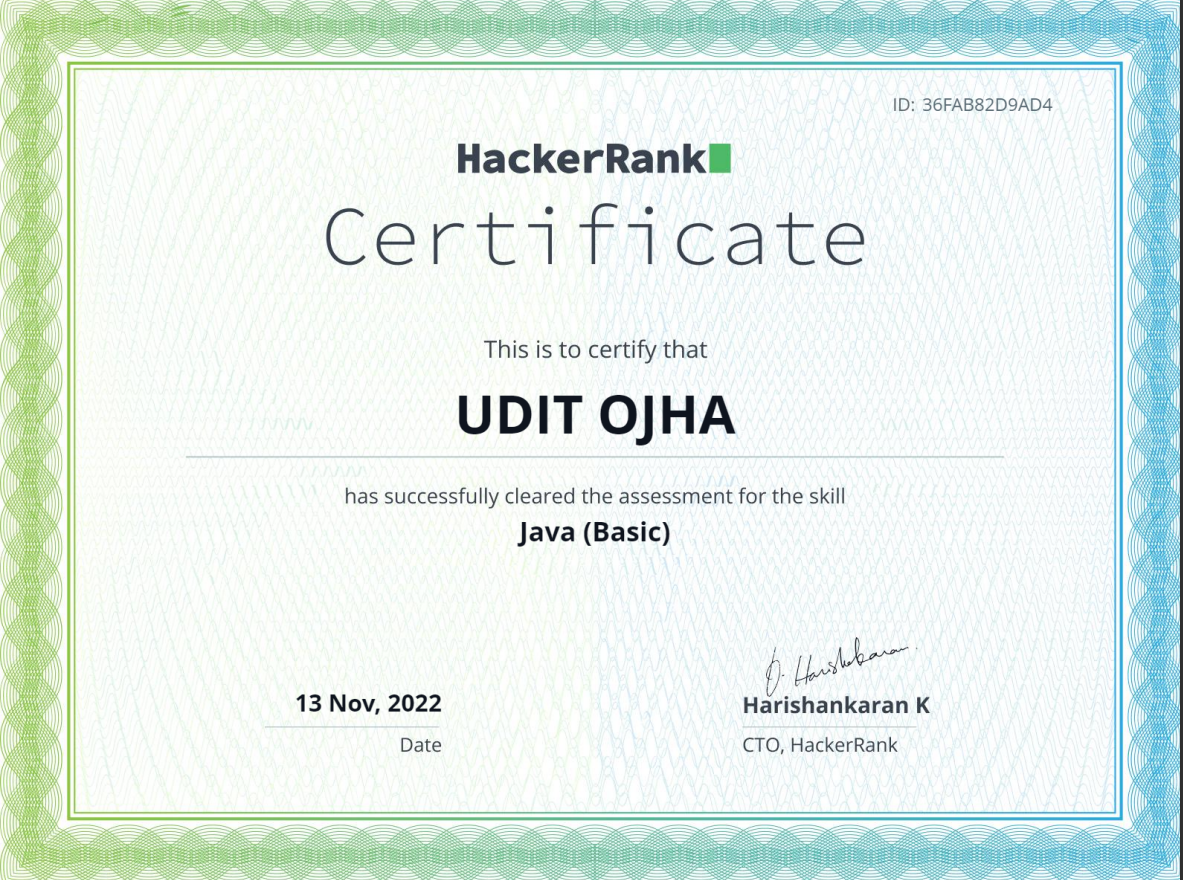 ID: 36FAB82D9AD4
HackerRank
Certificate
This is to certify that
UDIT OJHA
has successfully cleared the assessment for the skill
Java (Basic)
13 Nov, 2022
Date
Harishankaran K
CTO, HackerRank